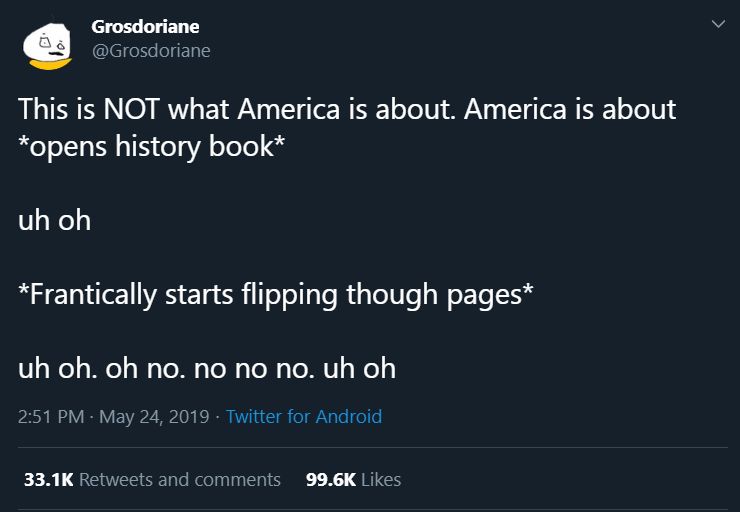 Grosdoriane
@Grosdoriane
This is NOT what America is about. America is about
*opens history book*
uh oh
*Frantically starts flipping though pages*
uh oh. oh no. no no no. uh oh
2:51 PM · May 24, 2019 · Twitter for Android
33.1K Retweets and comments 99.6K Likes